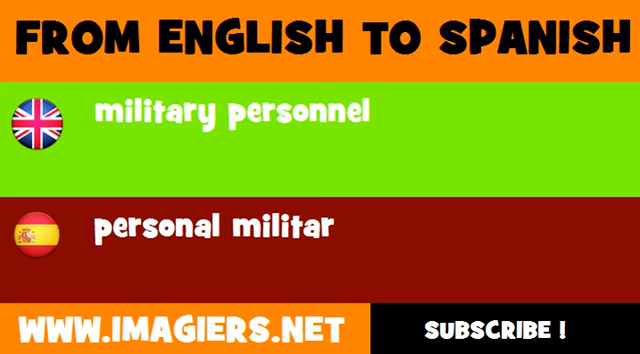 FROM ENGLISH TO SPANISH
military personnel
personal militar
WWW.IMAGIERS.NET
SUBSCRIBE !